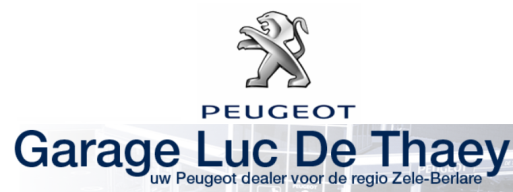 PEUGEOT
Garage Luc De Thaey
uw Peugeot dealer voor de regio Zele-Berlare